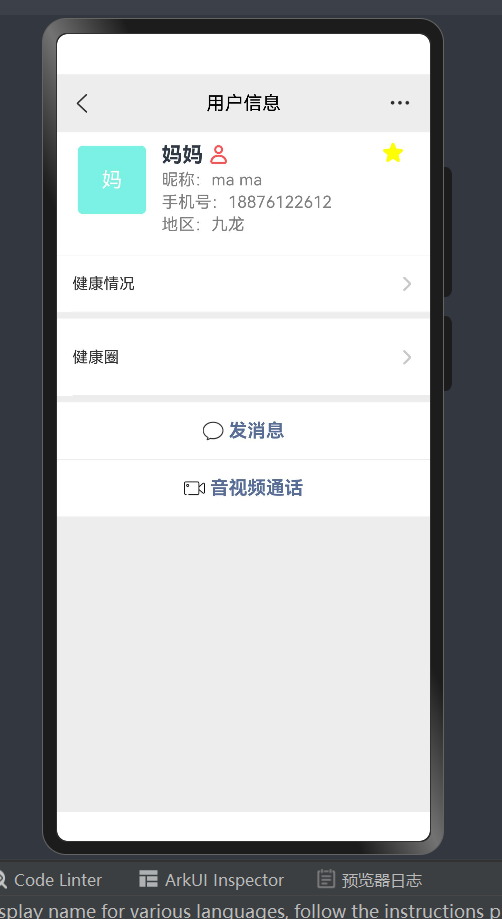 用户信息
妈
妈妈
昵称：ma ma
手机号：18876122612
地区：九龙
健康情况
健康圈
发消息
音视频通话
Code Linter ArkUI Inspector 预览器日志
splay name for various languages, follow the instructions p